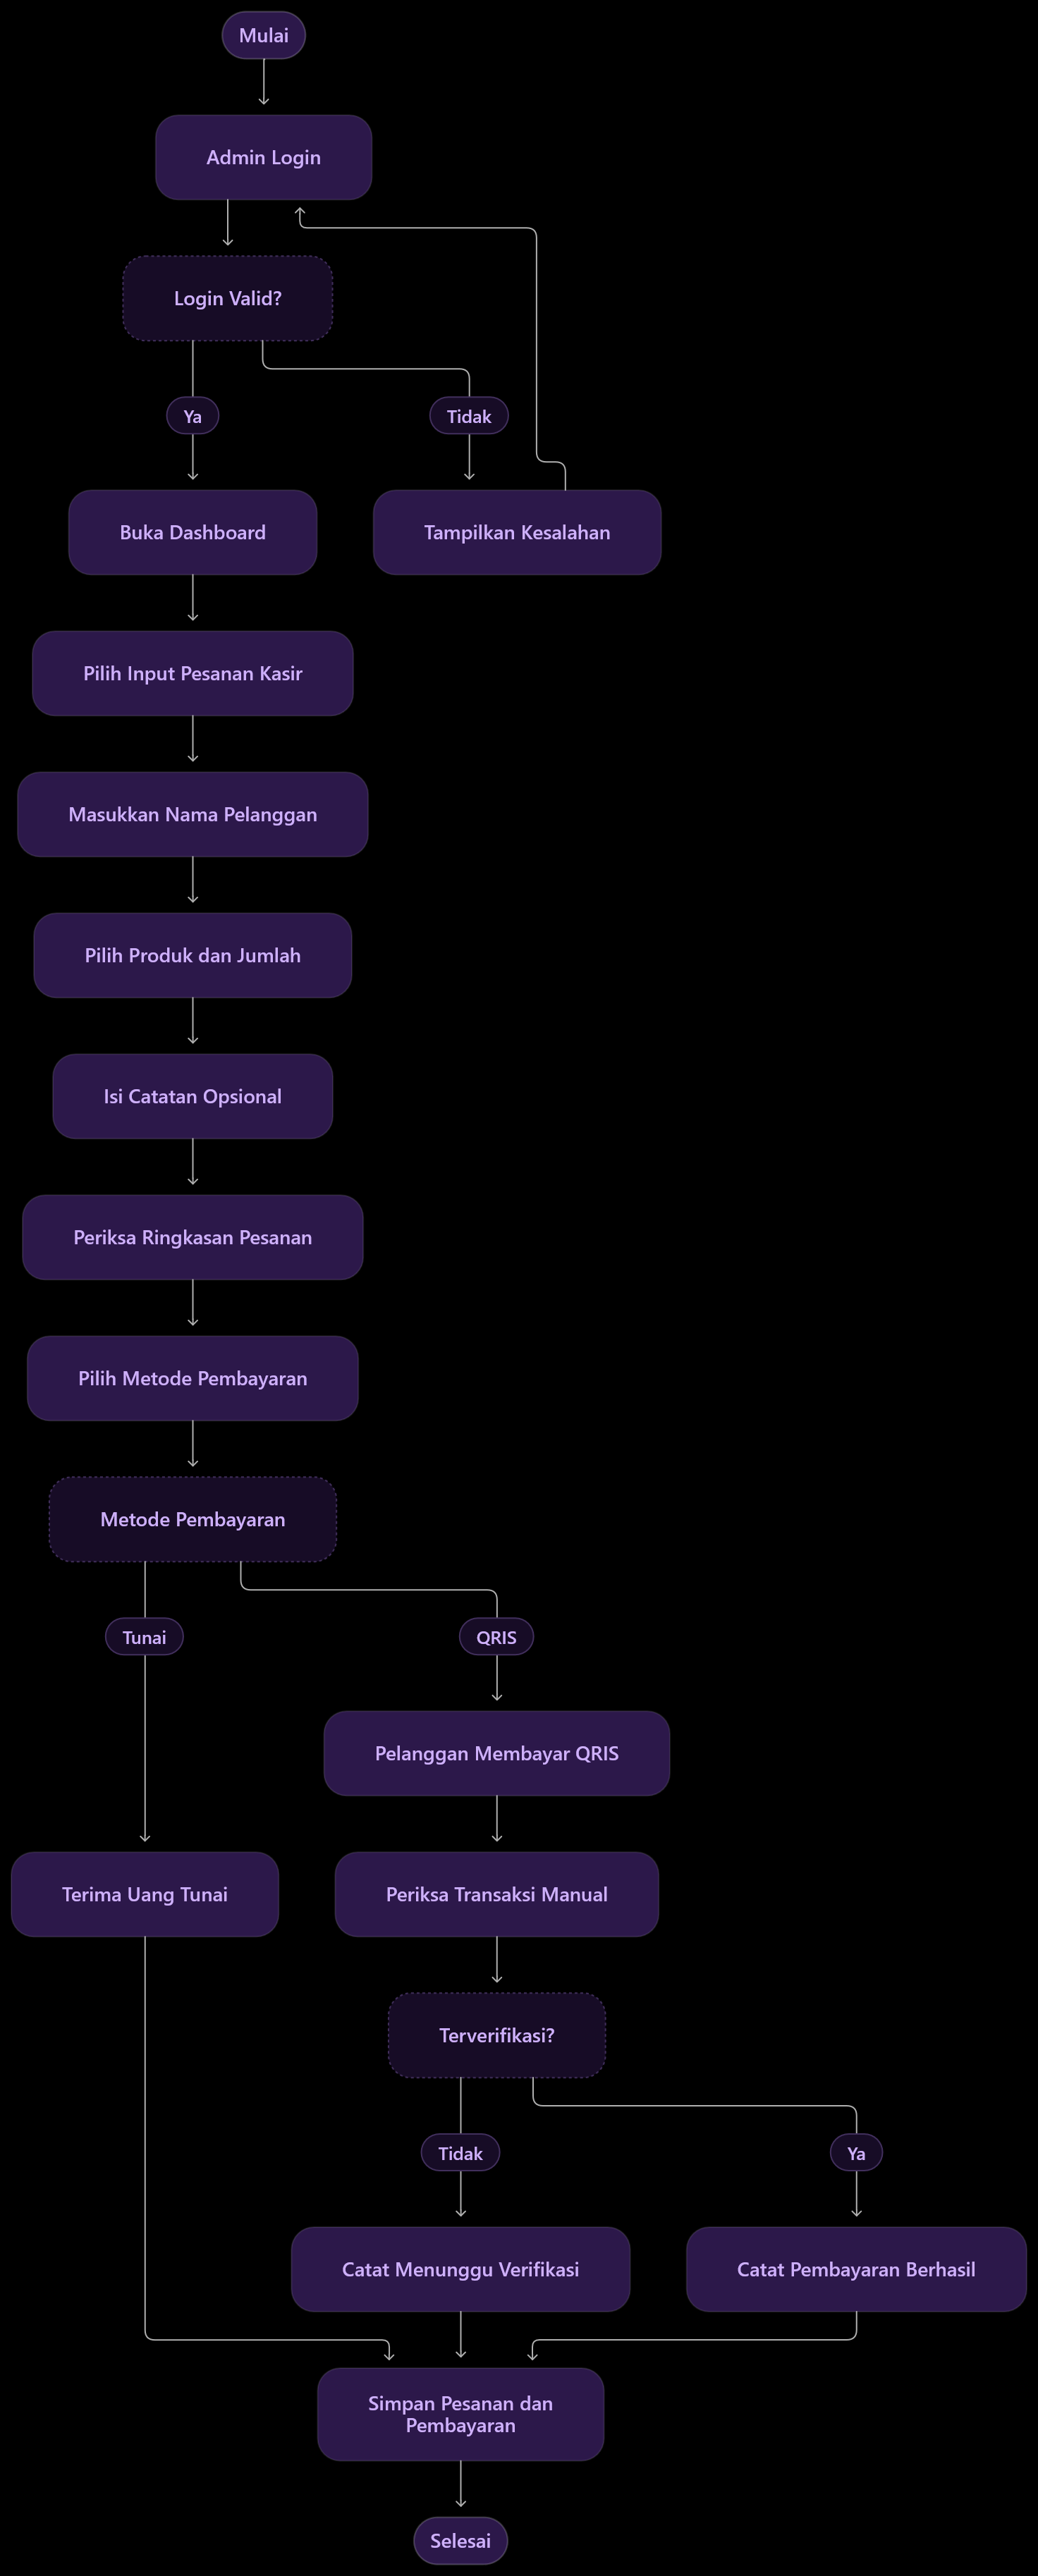 Mulai
Admin Login
Login Valid?
Ya
Tidak
Buka Dashboard
Tampilkan Kesalahan
Pilih Input Pesanan Kasir
Masukkan Nama Pelanggan
Pilih Produk dan Jumlah
Isi Catatan Opsional
Periksa Ringkasan Pesanan
Pilih Metode Pembayaran
Metode Pembayaran
Tunai
QRIS
Pelanggan Membayar QRIS
Terima Uang Tunai
Periksa Transaksi Manual
Terverifikasi?
Tidak
Ya
Catat Menunggu Verifikasi
Catat Pembayaran Berhasil
Simpan Pesanan dan
Pembayaran
Selesai